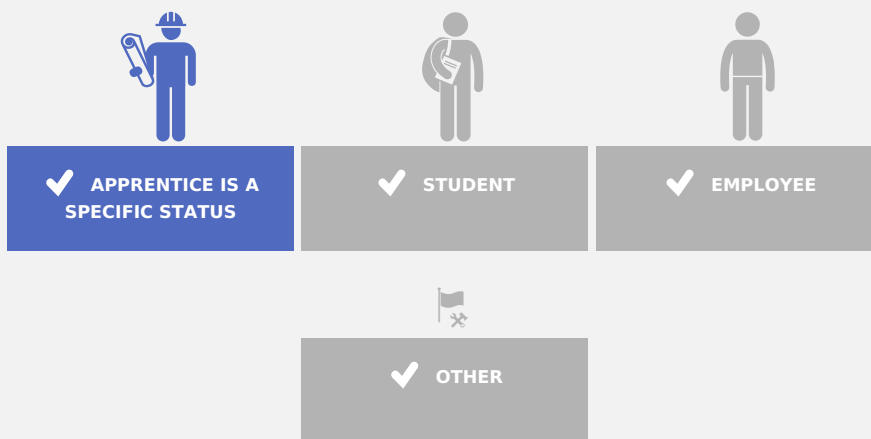 APPRENTICE IS A
SPECIFIC STATUS
STUDENT
EMPLOYEE
OTHER